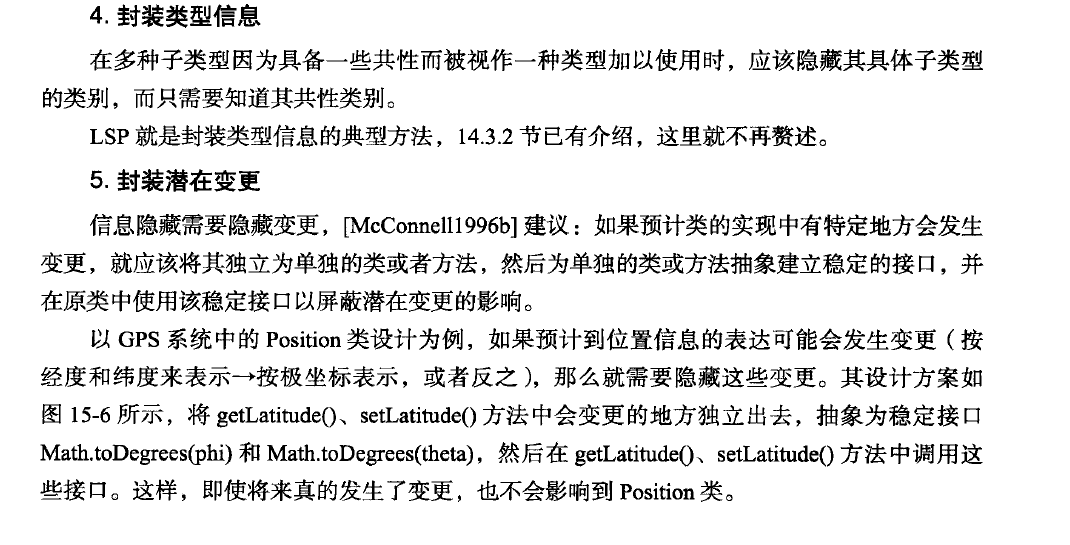 4. 封装类型信息
在多种子类型因为具备一些共性而被视作一种类型加以使用时，应该隐藏其具体子类型
的类别，而只需要知道其共性类别。
LSP 就是封装类型信息的典型方法，14.3.2 节已有介绍，这里就不再赘述。
5. 封装潜在变更
信息隐藏需要隐藏变更，[McConnell1996b] 建议：如果预计类的实现中有特定地方会发生
变更，就应该将其独立为单独的类或者方法，然后为单独的类或方法抽象建立稳定的接口，并
在原类中使用该稳定接口以屏蔽潜在变更的影响。
以 GPS 系统中的 Position 类设计为例，如果预计到位置信息的表达可能会发生变更（按
经度和纬度来表示→按极坐标表示，或者反之），那么就需要隐藏这些变更。其设计方案如
图 15-6 所示，将 getLatitude()、setLatitude() 方法中会变更的地方独立出去，抽象为稳定接口
Math.toDegrees(phi) 和 Math.toDegrees(theta)，然后在 getLatitude()、setLatitude() 方法中调用这
些接口。这样，即使将来真的发生了变更，也不会影响到 Position 类。